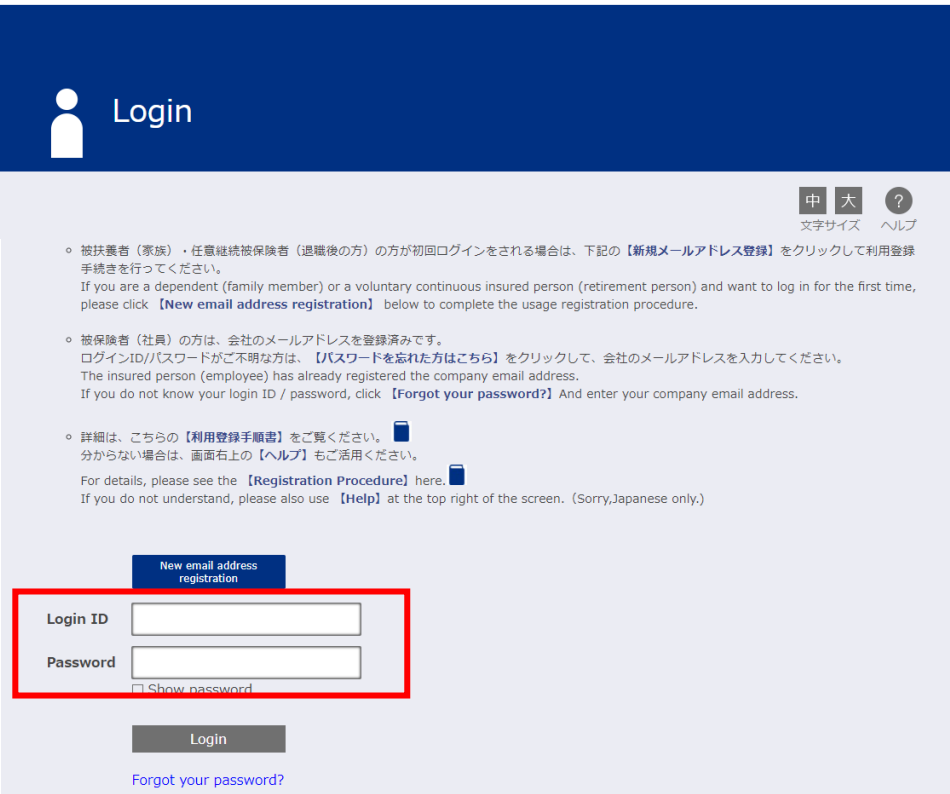 Login
中 大 ?
文字サイズ ヘルプ
被扶養者（家族）・任意継続被保険者（退職後の方）の方が初回ログインをされる場合は、下記の【新規メールアドレス登録】をクリックして利用登録
手続きを行ってください。
If you are a dependent (family member) or a voluntary continuous insured person (retirement person) and want to log in for the first time,
please click 【New email address registration】 below to complete the usage registration procedure.
被保険者（社員）の方は、会社のメールアドレスを登録済みです。
ログインID/パスワードがご不明な方は、【パスワードを忘れた方はこちら】をクリックして、会社のメールアドレスを入力してください。
The insured person (employee) has already registered the company email address.
If you do not know your login ID / password, click 【Forgot your password?】And enter your company email address.
詳細は、こちらの【利用登録手順書】をご覧ください。
分からない場合は、画面右上の【ヘルプ】もご活用ください。
For details, please see the 【Registration Procedure】here.
If you do not understand, please also use 【Help】at the top right of the screen.（Sorry,Japanese only.)
New email address
registration
Login ID
Password
Show password
Login
Forgot your password?